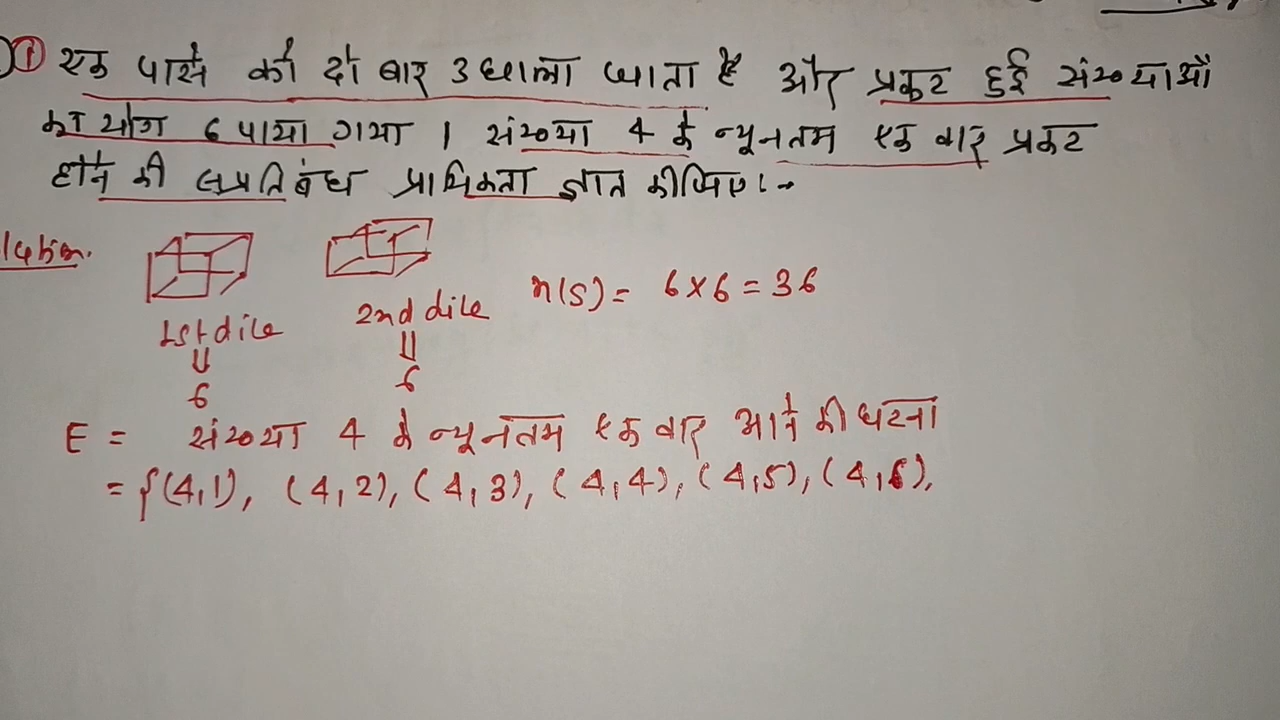 ① एक पासे को दो बार उछाला जाता है और प्रकट हुई संख्याओं
का योग 6 पाया गया । संख्या 4 के न्यूनतम एक बार प्रकट
होने की सप्रतिबंध प्रायिकता ज्ञात कीजिए :-
n(S) = 6 × 6 = 36
1st dice
2nd dice
⇓
⇓
6
6
E = संख्या 4 के न्यूनतम एक बार आने की घटना
= {(4,1), (4,2), (4,3), (4,4), (4,5), (4,6),